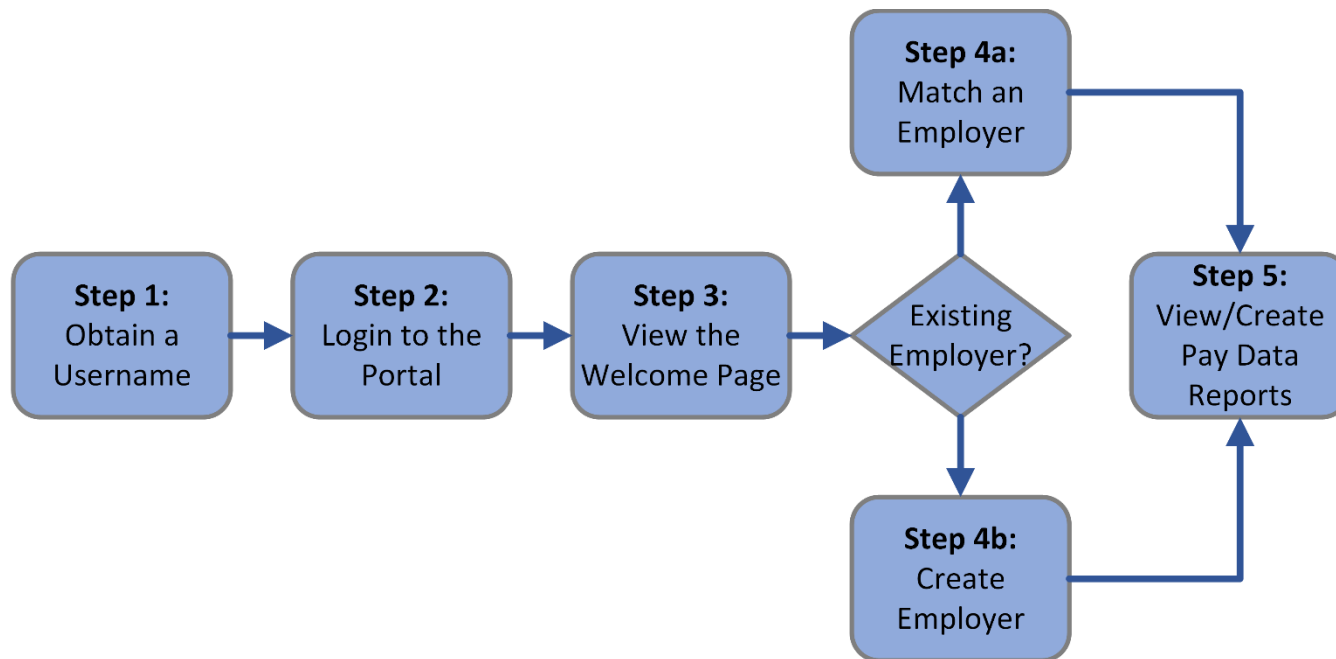 Step 1:
Obtain a
Username
Step 2:
Login to the
Portal
Step 3:
View the
Welcome Page
Existing
Employer?
Step 4a:
Match an
Employer
Step 4b:
Create
Employer
Step 5:
View/Create
Pay Data
Reports